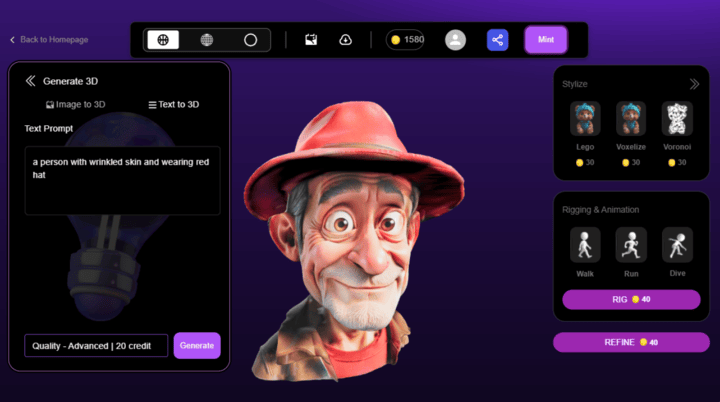 Back to Homepage
1580
Mint
Generate 3D
Image to 3D
Text to 3D
Text Prompt
a person with wrinkled skin and wearing red
hat
Quality - Advanced | 20 credit
Generate
Stylize
Lego
Voxelize
Voronoi
30
30
30
Rigging & Animation
Walk
Run
Dive
RIG 40
REFINE 40